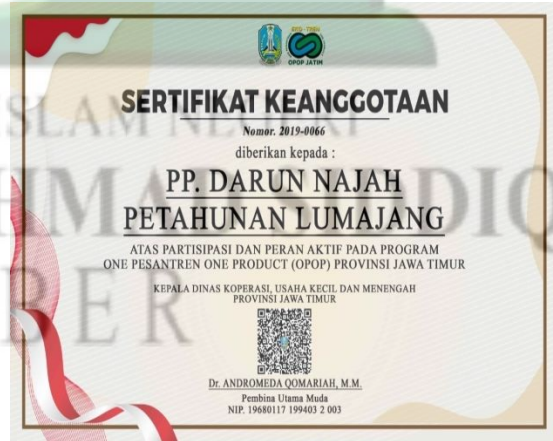 OPOP JATIM
SERTIFIKAT KEANGGOTAAN
Nomor. 2019-0066
diberikan kepada :
PP. DARUN NAJAH
PETAHUNAN LUMAJANG
ATAS PARTISIPASI DAN PERAN AKTIF PADA PROGRAM
ONE PESANTREN ONE PRODUCT (OPOP) PROVINSI JAWA TIMUR
KEPALA DINAS KOPERASI, USAHA KECIL DAN MENENGAH
PROVINSI JAWA TIMUR
Dr. ANDROMEDA QOMARIAH, M.M.
Pembina Utama Muda
NIP. 19680117 199403 2 003